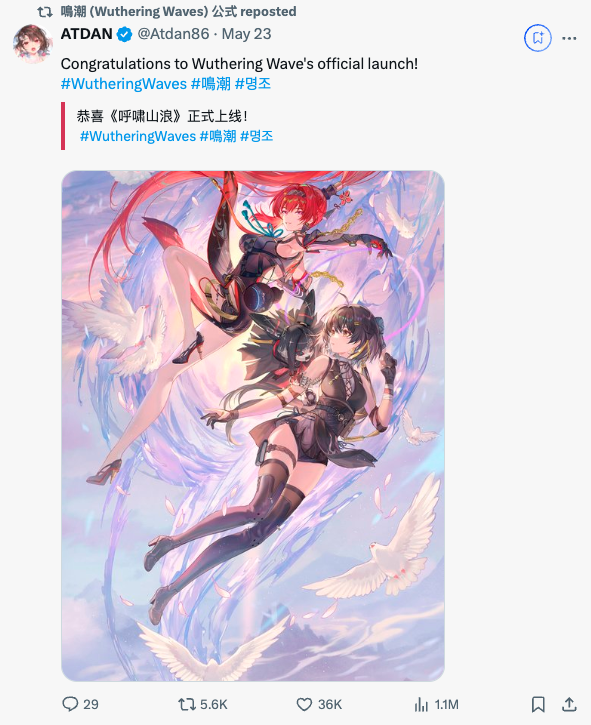 鳴潮 (Wuthering Waves) 公式 reposted
ATDAN @Atdan86 · May 23
Congratulations to Wuthering Wave's official launch!
#WutheringWaves #鳴潮 #명조
恭喜《呼啸山浪》正式上线！
#WutheringWaves #鳴潮 #명조
29 5.6K 36K 1.1M